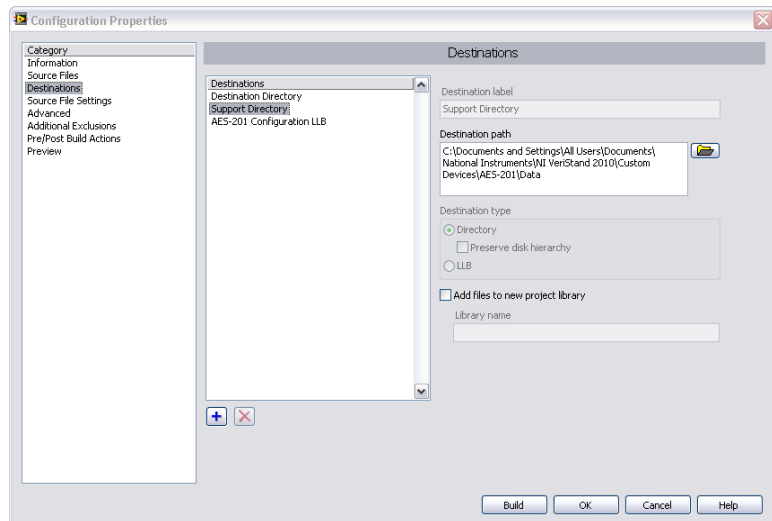 Configuration Properties
Category
Information
Source Files
Destinations
Source File Settings
Advanced
Additional Exclusions
Pre/Post Build Actions
Preview
Destinations
Destinations
Destination Directory
Support Directory
AES-201 Configuration LLB
Destination label
Support Directory
Destination path
C:\Documents and Settings\All Users\Documents\
National Instruments\NI VeriStand 2010\Custom
Devices\AES-201\Data
Destination type
Directory
Preserve disk hierarchy
LLB
Add files to new project library
Library name
Build
OK
Cancel
Help